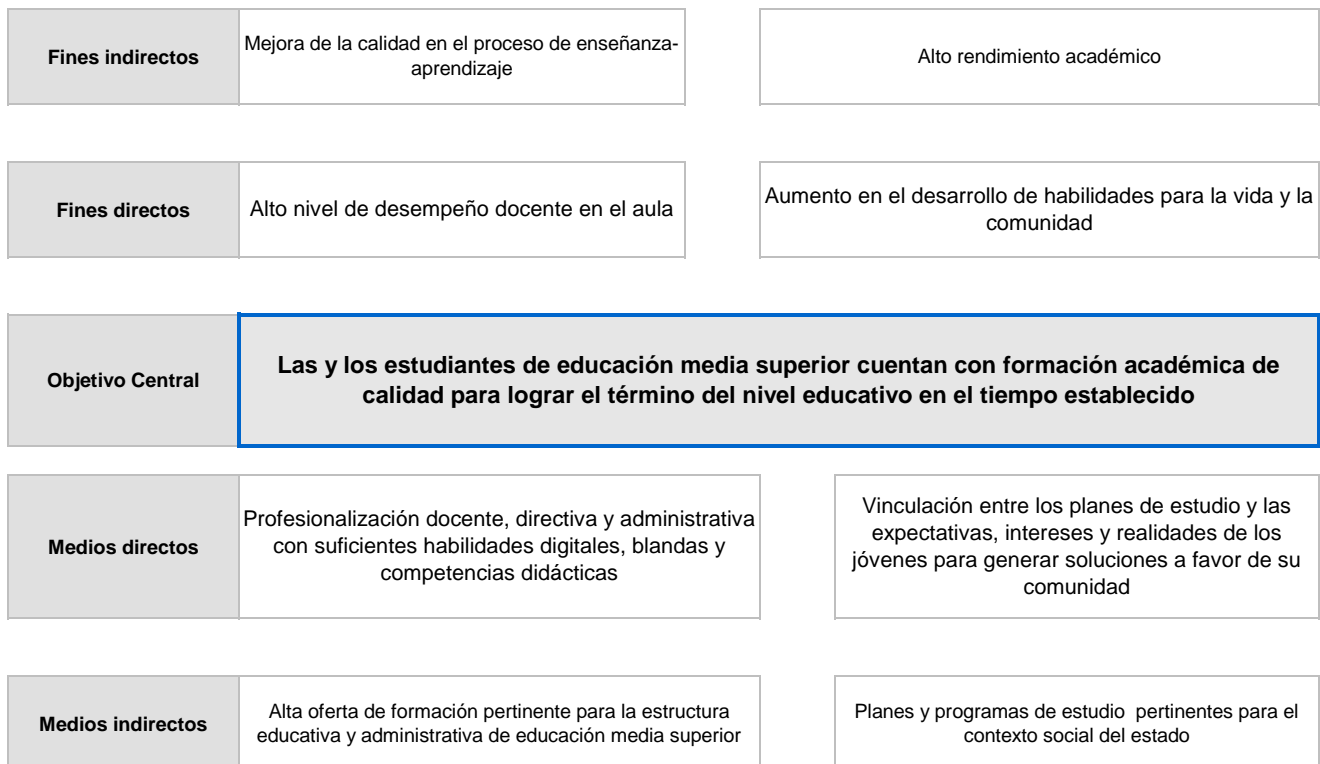 Fines indirectos
Mejora de la calidad en el proceso de enseñanza-
aprendizaje
Alto rendimiento académico
Fines directos
Alto nivel de desempeño docente en el aula
Aumento en el desarrollo de habilidades para la vida y la
comunidad
Objetivo Central
Las y los estudiantes de educación media superior cuentan con formación académica de
calidad para lograr el término del nivel educativo en el tiempo establecido
Medios directos
Profesionalización docente, directiva y administrativa
con suficientes habilidades digitales, blandas y
competencias didácticas
Vinculación entre los planes de estudio y las
expectativas, intereses y realidades de los
jóvenes para generar soluciones a favor de su
comunidad
Medios indirectos
Alta oferta de formación pertinente para la estructura
educativa y administrativa de educación media superior
Planes y programas de estudio  pertinentes para el
contexto social del estado